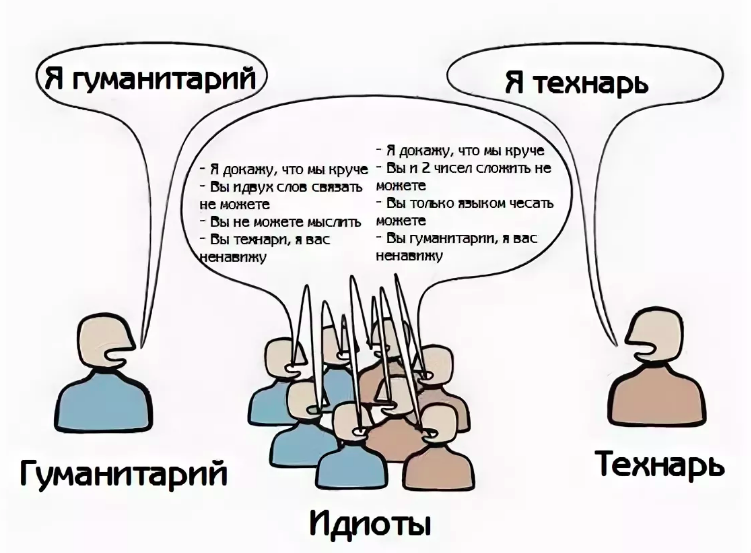 Я гуманитарий
Я технарь
- Я докажу, что мы круче
- Вы идвух слов связать
не можете
- Вы не можете мыслить
- Вы технари, я вас
ненавижу
- Я докажу, что мы круче
- Вы и 2 чисел сложить не
можете
- Вы только языком чесать
можете
- Вы гуманитарии, я вас
ненавижу
Гуманитарий
Идиоты
Технарь